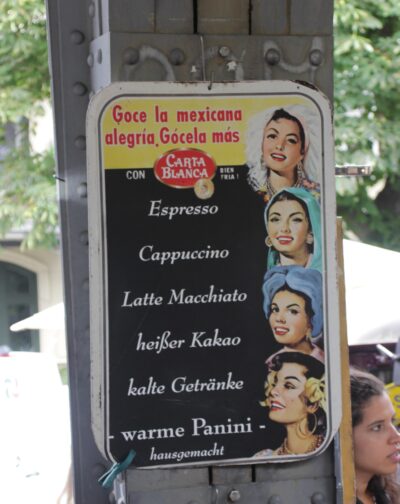 Goce la mexicana
alegría, Gócela más
CON CARTA BLANCA BIEN FRIA!
Espresso
Cappuccino
Latte Macchiato
heißer Kakao
kalte Getränke
- warme Panini -
hausgemacht